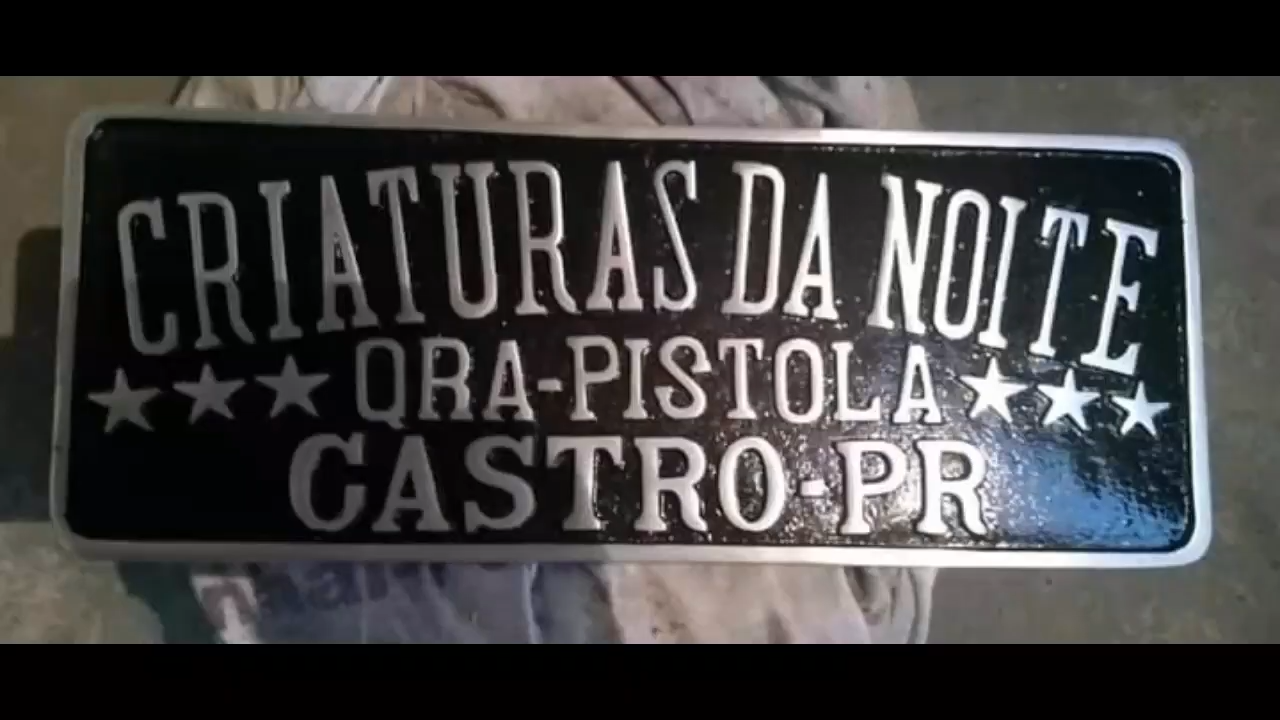 CRIATURAS DA NOITE
★★★ QRA-PISTOLA ★★★
CASTRO-PR